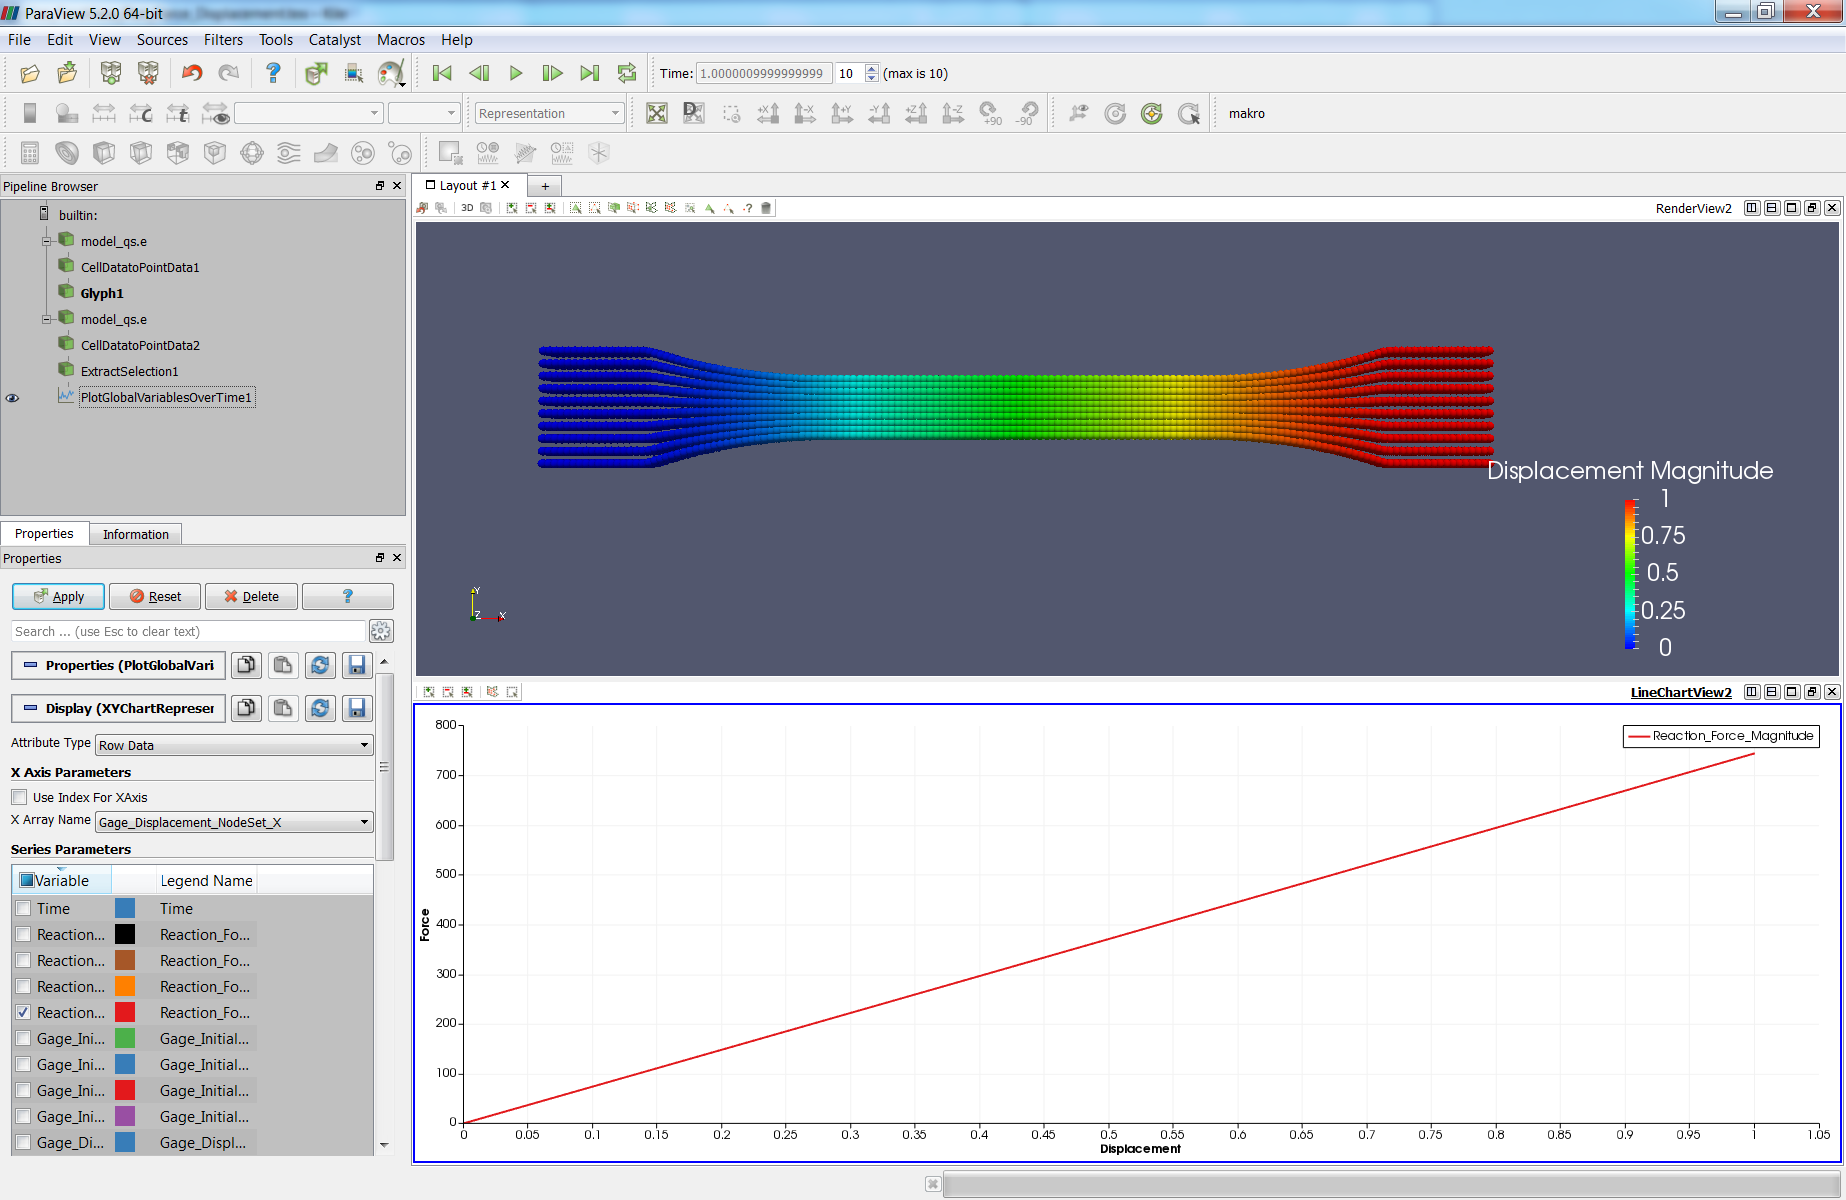 ParaView 5.2.0 64-bit
File Edit View Sources Filters Tools Catalyst Macros Help
Time: 1.0000009999999999 10 (max is 10)
Representation +X -X +Y -Y +Z -Z +90 -90 makro
Pipeline Browser
builtin:
model_qs.e
CellDatatoPointData1
Glyph1
model_qs.e
CellDatatoPointData2
ExtractSelection1
PlotGlobalVariablesOverTime1
Properties Information
Properties
Apply Reset Delete ?
Search ... (use Esc to clear text)
Properties (PlotGlobalVari
Display (XYChartRepreser
Attribute Type Row Data
X Axis Parameters
Use Index For XAxis
X Array Name Gage_Displacement_NodeSet_X
Series Parameters
Variable Legend Name
Time Time
Reaction... Reaction_Fo...
Reaction... Reaction_Fo...
Reaction... Reaction_Fo...
Reaction... Reaction_Fo...
Gage_Ini... Gage_Initial...
Gage_Ini... Gage_Initial...
Gage_Ini... Gage_Initial...
Gage_Ini... Gage_Initial...
Gage_Di... Gage_Displ...
Layout #1 +
3D RenderView2
Displacement Magnitude
1
0.75
0.5
0.25
0
Y
Z X
LineChartView2
Reaction_Force_Magnitude
800
700
600
500
400
300
200
100
0
Force
0 0.05 0.1 0.15 0.2 0.25 0.3 0.35 0.4 0.45 0.5 0.55 0.6 0.65 0.7 0.75 0.8 0.85 0.9 0.95 1 1.05
Displacement